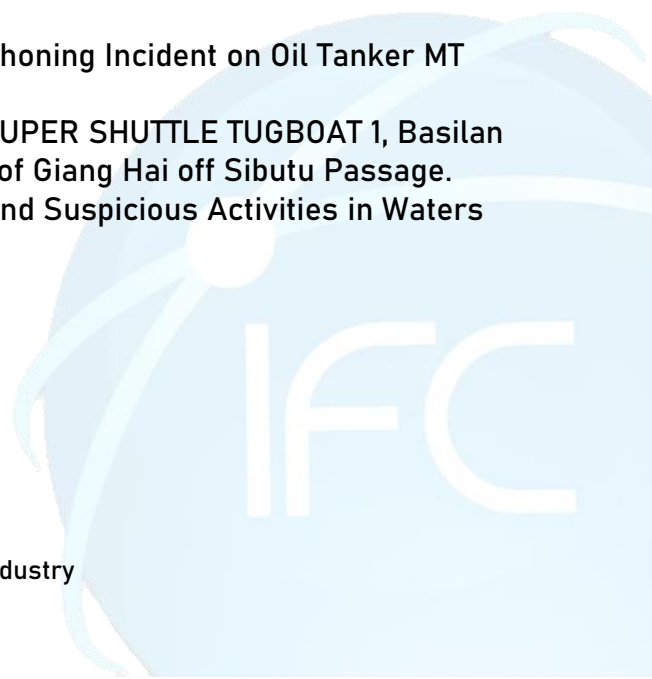 honing Incident on Oil Tanker MT
UPER SHUTTLE TUGBOAT 1, Basilan
of Giang Hai off Sibutu Passage.
nd Suspicious Activities in Waters
IFC
dustry